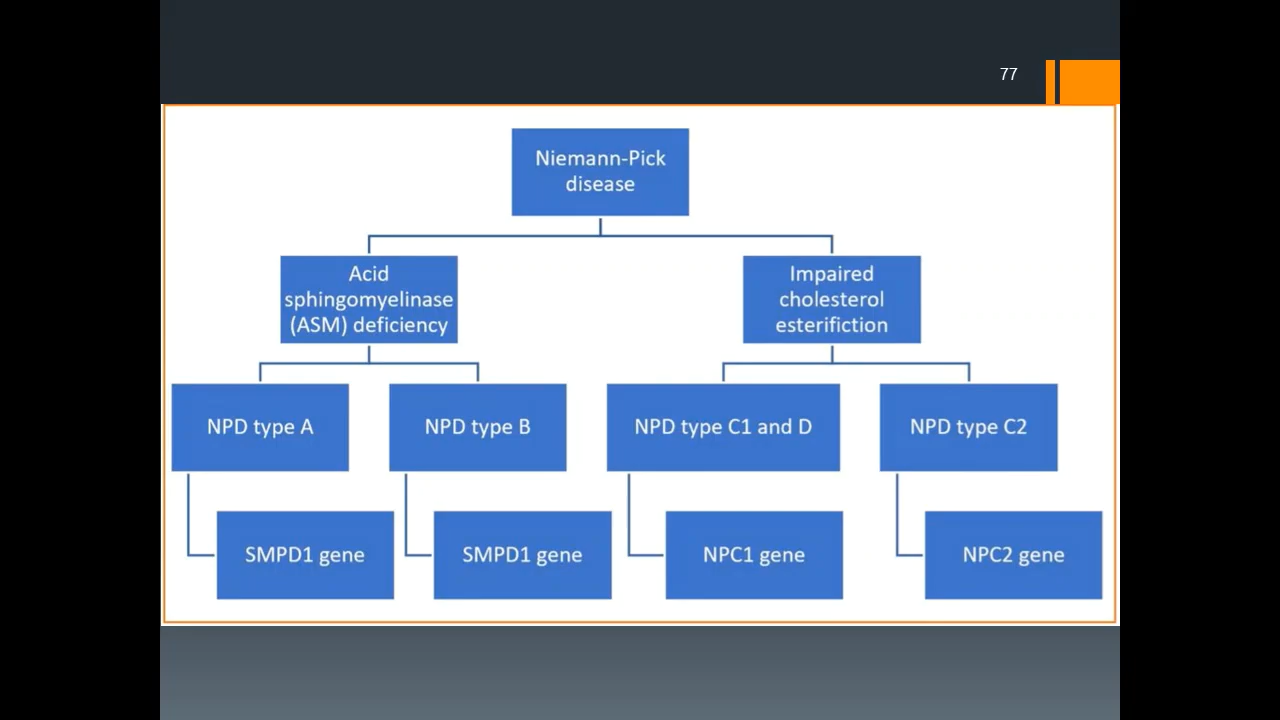 77
Niemann-Pick
disease
Acid
sphingomyelinase
(ASM) deficiency
Impaired
cholesterol
esterifiction
NPD type A
NPD type B
NPD type C1 and D
NPD type C2
SMPD1 gene
SMPD1 gene
NPC1 gene
NPC2 gene